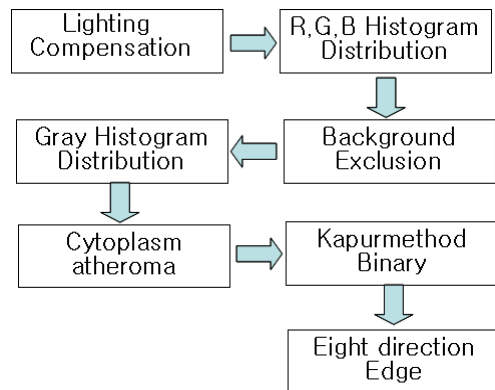 Lighting
Compensation
R,G,B Histogram
Distribution
Background
Exclusion
Gray Histogram
Distribution
Cytoplasm
atheroma
Kapurmethod
Binary
Eight direction
Edge